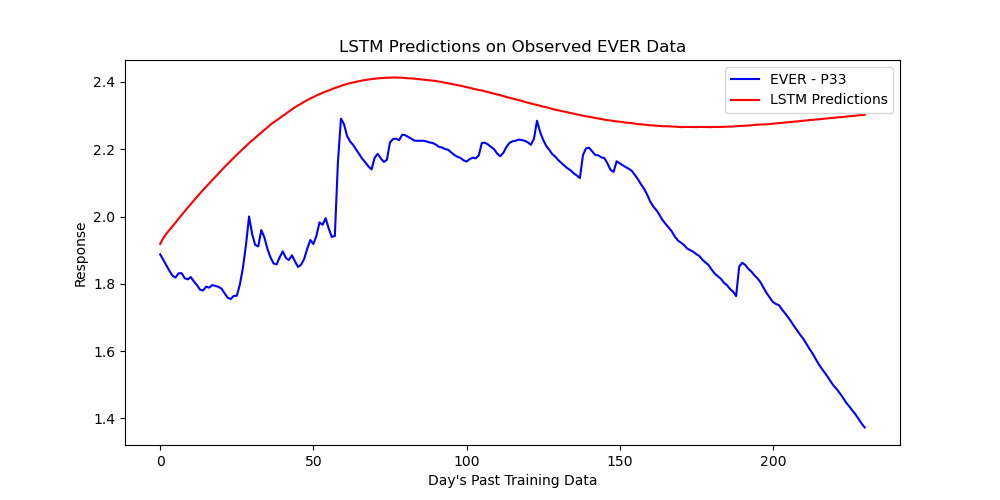 LSTM Predictions on Observed EVER Data
EVER - P33
LSTM Predictions
Response
2.4
2.2
2.0
1.8
1.6
1.4
0
50
100
150
200
Day's Past Training Data